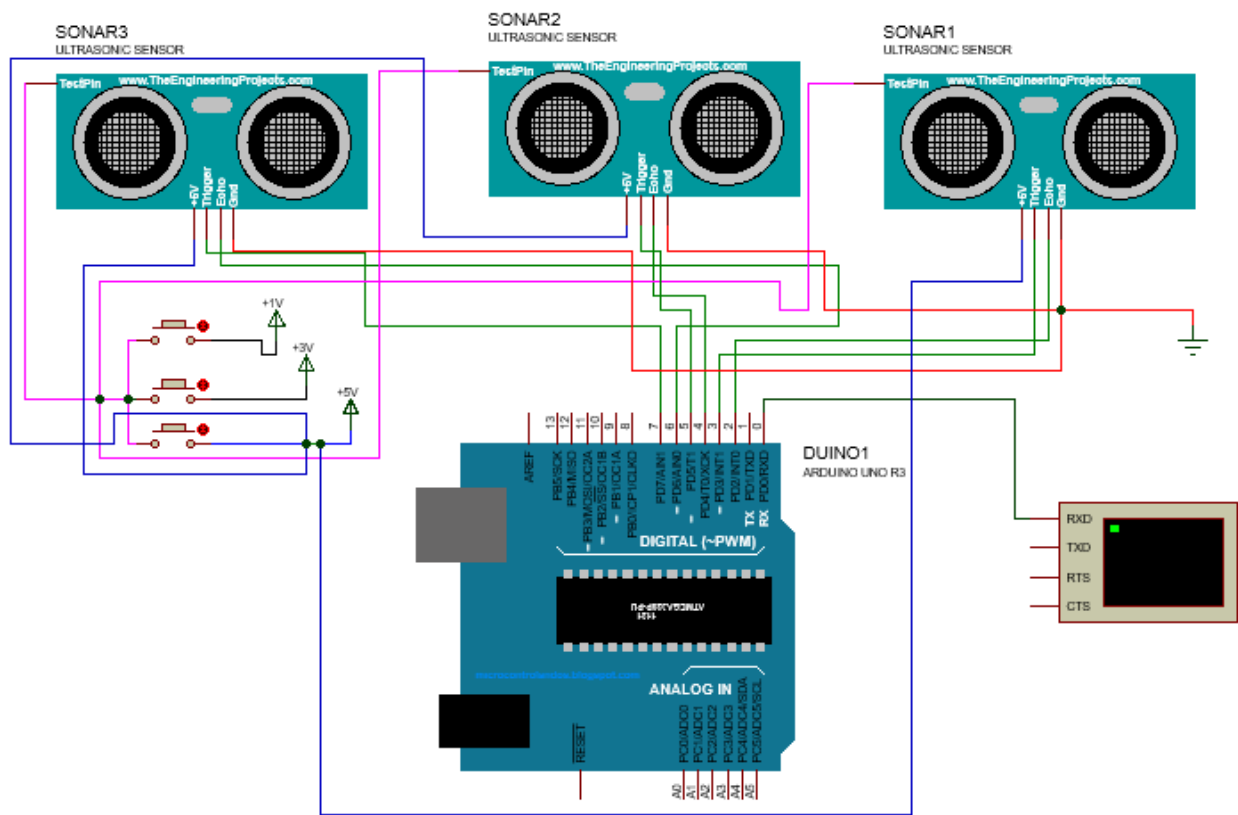 SONAR3
ULTRASONIC SENSOR
SONAR2
ULTRASONIC SENSOR
SONAR1
ULTRASONIC SENSOR
www.TheEngineeringProjects.com
www.TheEngineeringProjects.com
www.TheEngineeringProjects.com
TestPin
TestPin
TestPin
+5V
Trigger
Echo
Gnd
+5V
Trigger
Echo
Gnd
+5V
Trigger
Echo
Gnd
+1V
+3V
+5V
DUINO1
ARDUINO UNO R3
13
12
11
10
9
8
7
6
5
4
3
2
1
0
AREF
PB5/SCK
PB4/MISO
PB3/MOSI/OC2A
PB2/SS/OC1B
PB1/OC1A
PB0/ICP1/CLKO
PD7/AIN1
PD6/AIN0
PD5/T1
PD4/T0/XCK
PD3/INT1
PD2/INT0
PD1/TXD
PD0/RXD
TX
RX
DIGITAL (~PWM)
ATMEGA328P-PU
1121
ANALOG IN
RESET
PC0/ADC0
PC1/ADC1
PC2/ADC2
PC3/ADC3
PC4/ADC4/SDA
PC5/ADC5/SCL
A0
A1
A2
A3
A4
A5
RXD
TXD
RTS
CTS